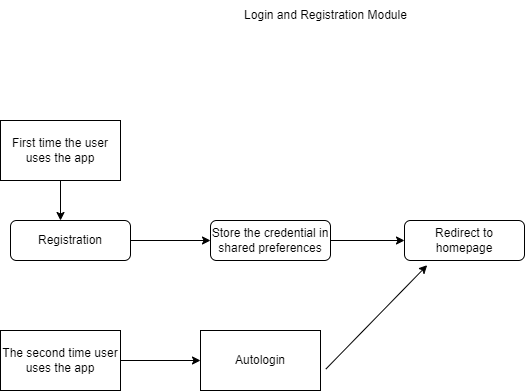 Login and Registration Module
First time the user
uses the app
Registration
Store the credential in
shared preferences
Redirect to
homepage
The second time user
uses the app
Autologin